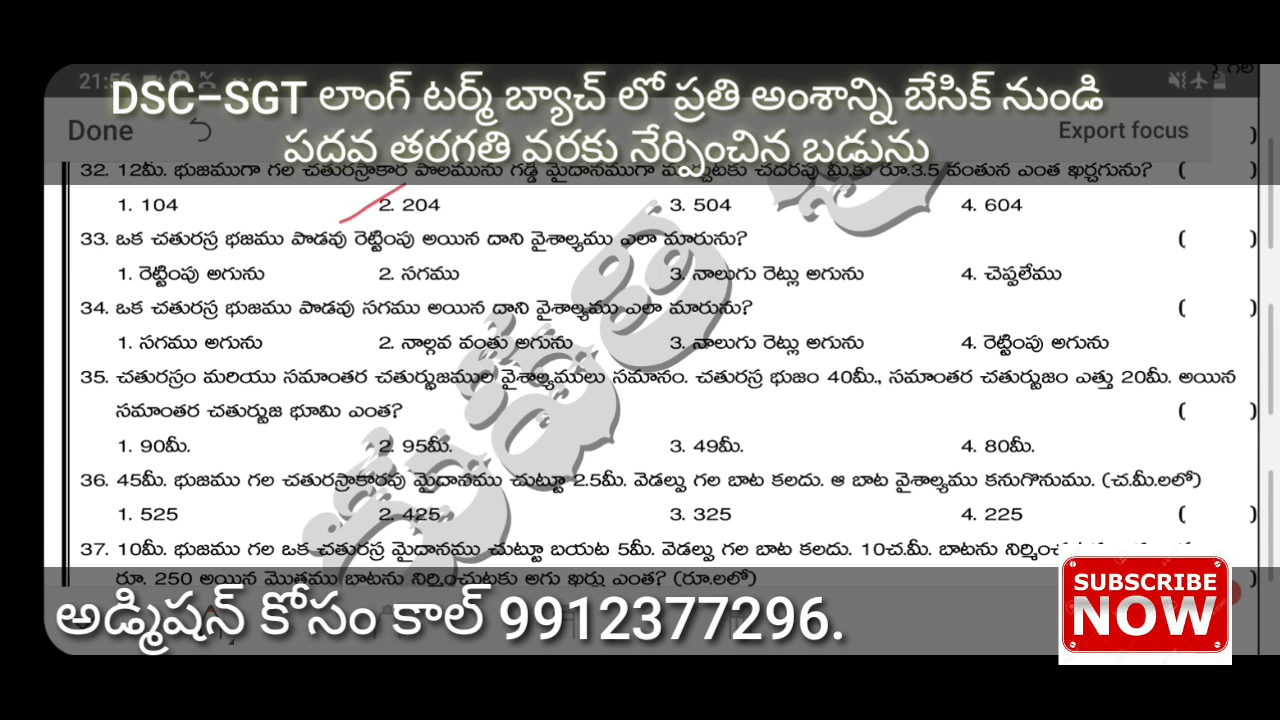 21:56
DSC-SGT లాంగ్ టర్మ్ బ్యాచ్ లో ప్రతి అంశాన్ని బేసిక్ నుండి
Done
Export focus
పదవ తరగతి వరకు నేర్పించిన బడును
32. 12మీ. భుజముగా గల చతురస్రాకార పొలమును గడ్డి మైదానముగా చదరపు మీ.కు రూ.3.5 వంతున ఎంత ఖర్చగును? ( )
1. 104 2. 204 3. 504 4. 604
33. ఒక చతురస్ర భుజము పొడవు రెట్టింపు అయిన దాని వైశాల్యము ఎలా మారును? ( )
1. రెట్టింపు అగును 2. సగము 3. నాలుగు రెట్లు అగును 4. చెప్పలేము
34. ఒక చతురస్ర భుజము పొడవు సగము అయిన దాని వైశాల్యము ఎలా మారును? ( )
1. సగము అగును 2. నాల్గవ వంతు అగును 3. నాలుగు రెట్లు అగును 4. రెట్టింపు అగును
35. చతురస్రం మరియు సమాంతర చతుర్భుజముల వైశాల్యములు సమానం. చతురస్ర భుజం 40మీ., సమాంతర చతుర్భుజం ఎత్తు 20మీ. అయిన
సమాంతర చతుర్భుజ భూమి ఎంత? ( )
1. 90మీ. 2. 95మీ. 3. 49మీ. 4. 80మీ.
36. 45మీ. భుజము గల చతురస్రాకారపు మైదానము చుట్టూ 2.5మీ. వెడల్పు గల బాట కలదు. ఆ బాట వైశాల్యము కనుగొనుము. (చ.మీ.లలో)
1. 525 2. 425 3. 325 4. 225 ( )
37. 10మీ. భుజము గల ఒక చతురస్ర మైదానము చుట్టూ బయట 5మీ. వెడల్పు గల బాట కలదు. 10చ.మీ. బాటను
రూ. 250 అయిన మొత్తము బాటను నిర్మించుటకు అగు ఖర్చు ఎంత? (రూ.లలో) )
అడ్మిషన్ కోసం కాల్ 9912377296.
SUBSCRIBE
NOW